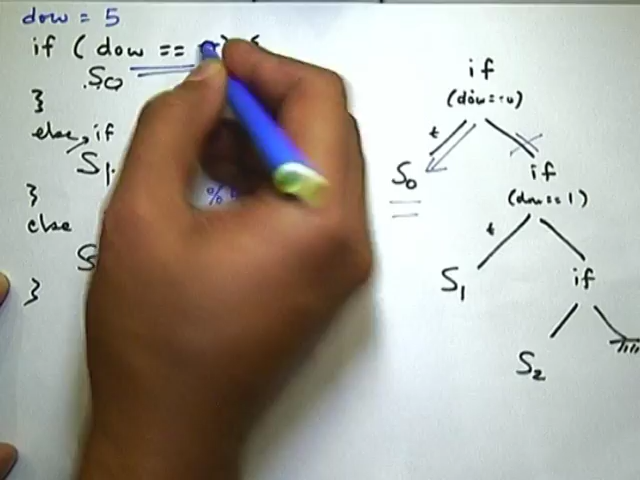 dow = 5
if ( dow ==
S0
}
else if
S1
}
else
S
}
%
if
(dow == 0)
t
S0
if
(dow == 1)
t
S1
if
S2